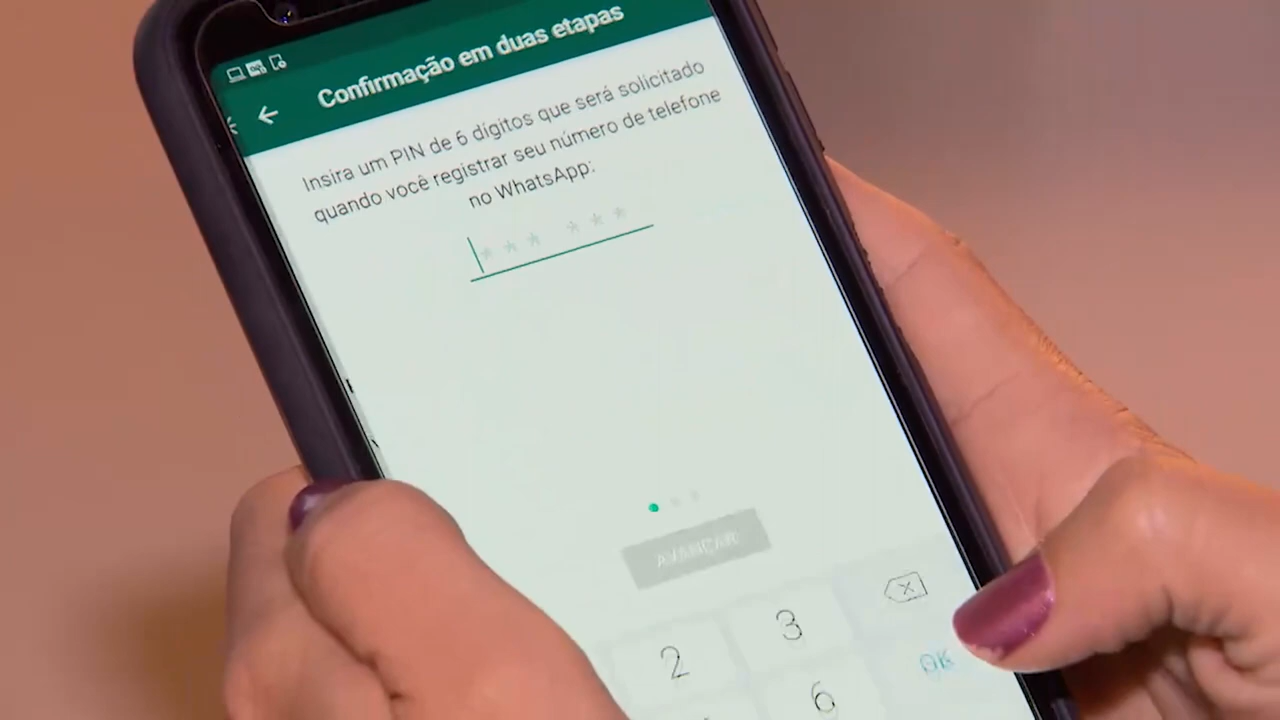 Confirmação em duas etapas
Insira um PIN de 6 dígitos que será solicitado
quando você registrar seu número de telefone
no WhatsApp:
* * * * * *
AVANÇAR
2
3
OK
6